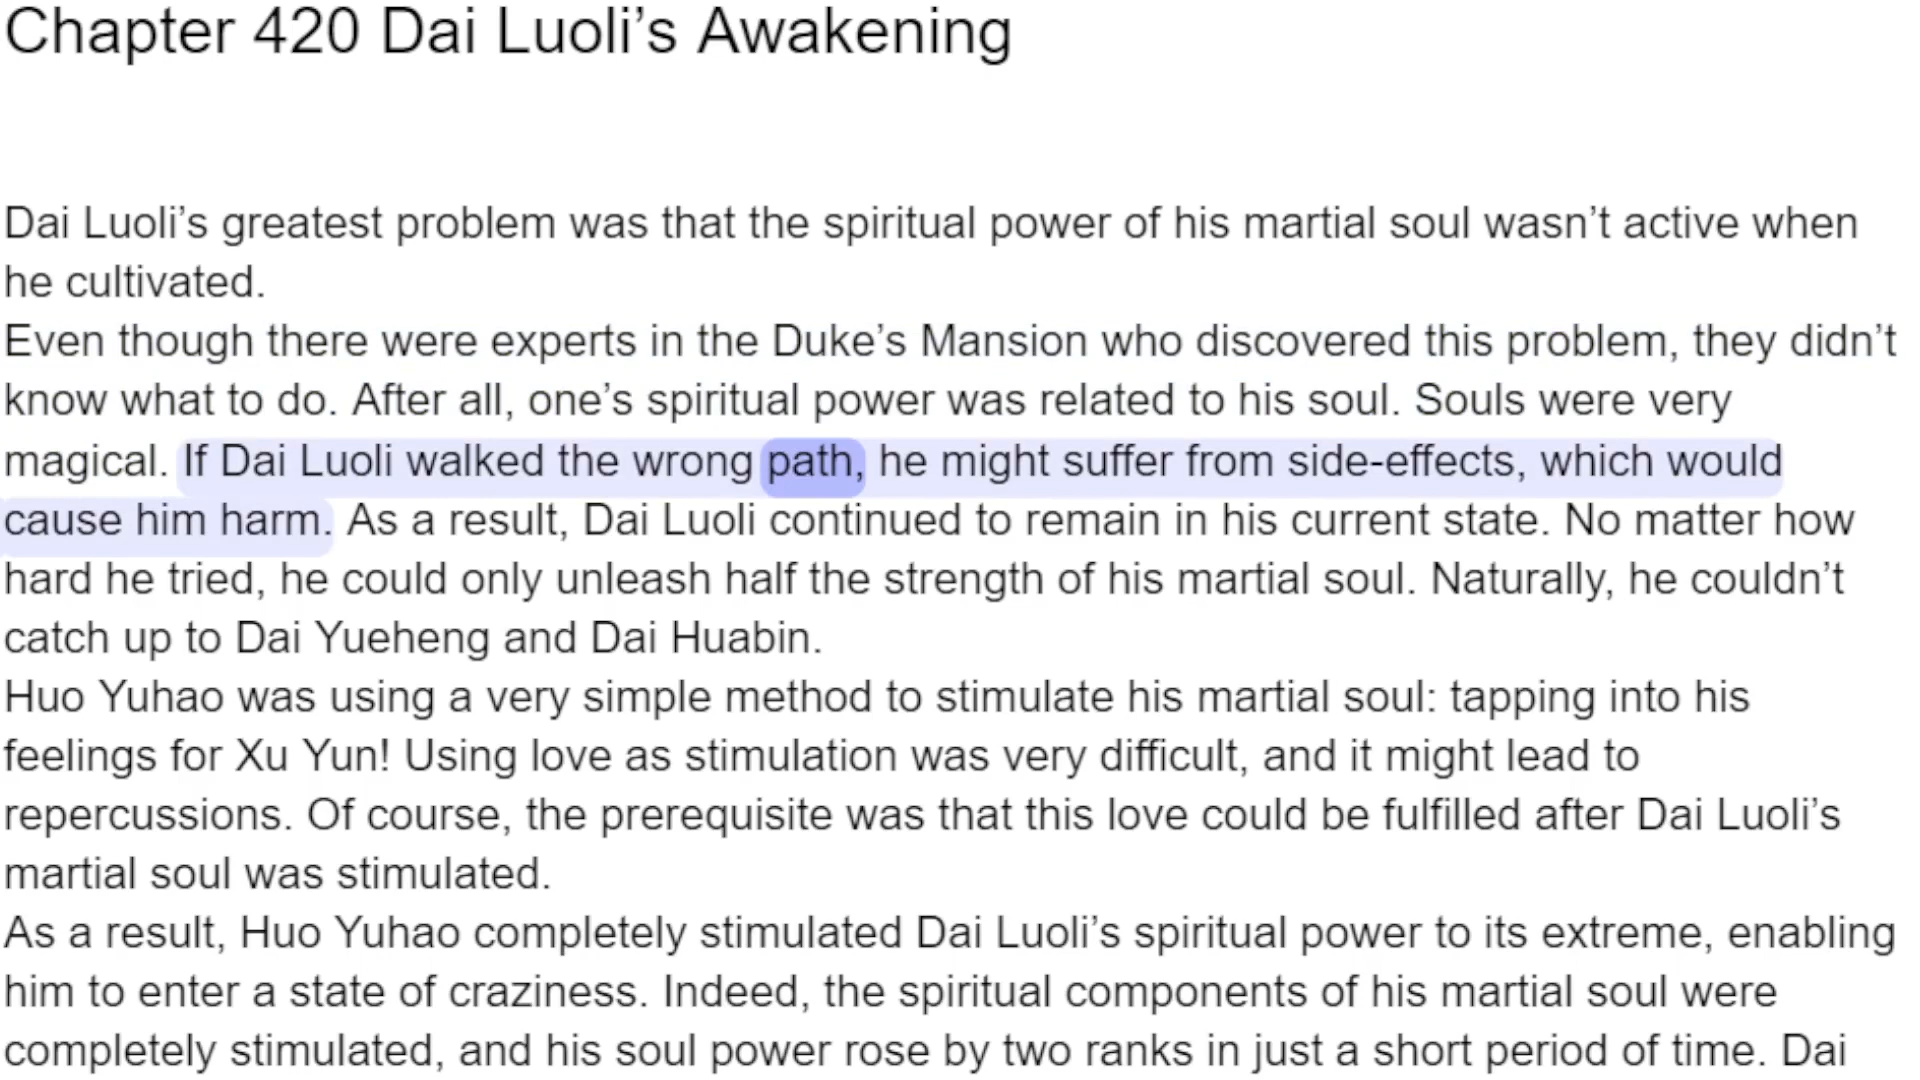 Chapter 420 Dai Luoli’s Awakening
Dai Luoli’s greatest problem was that the spiritual power of his martial soul wasn’t active when
he cultivated.
Even though there were experts in the Duke’s Mansion who discovered this problem, they didn’t
know what to do. After all, one’s spiritual power was related to his soul. Souls were very
magical. If Dai Luoli walked the wrong path, he might suffer from side-effects, which would
cause him harm. As a result, Dai Luoli continued to remain in his current state. No matter how
hard he tried, he could only unleash half the strength of his martial soul. Naturally, he couldn’t
catch up to Dai Yueheng and Dai Huabin.
Huo Yuhao was using a very simple method to stimulate his martial soul: tapping into his
feelings for Xu Yun! Using love as stimulation was very difficult, and it might lead to
repercussions. Of course, the prerequisite was that this love could be fulfilled after Dai Luoli’s
martial soul was stimulated.
As a result, Huo Yuhao completely stimulated Dai Luoli’s spiritual power to its extreme, enabling
him to enter a state of craziness. Indeed, the spiritual components of his martial soul were
completely stimulated, and his soul power rose by two ranks in just a short period of time. Dai